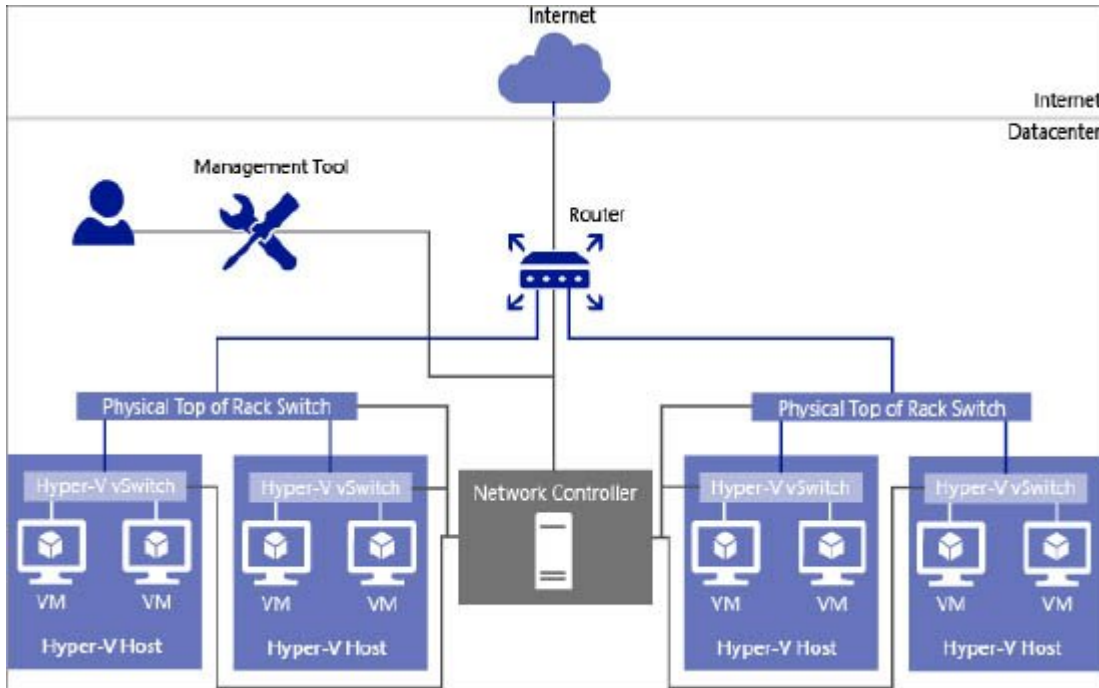 Internet
Internet
Datacenter
Management Tool
Router
Physical Top of Rack Switch
Physical Top of Rack Switch
Hyper-V vSwitch
Hyper-V vSwitch
Network Controller
Hyper-V vSwitch
Hyper-V vSwitch
VM
VM
VM
VM
VM
VM
VM
VM
Hyper-V Host
Hyper-V Host
Hyper-V Host
Hyper-V Host